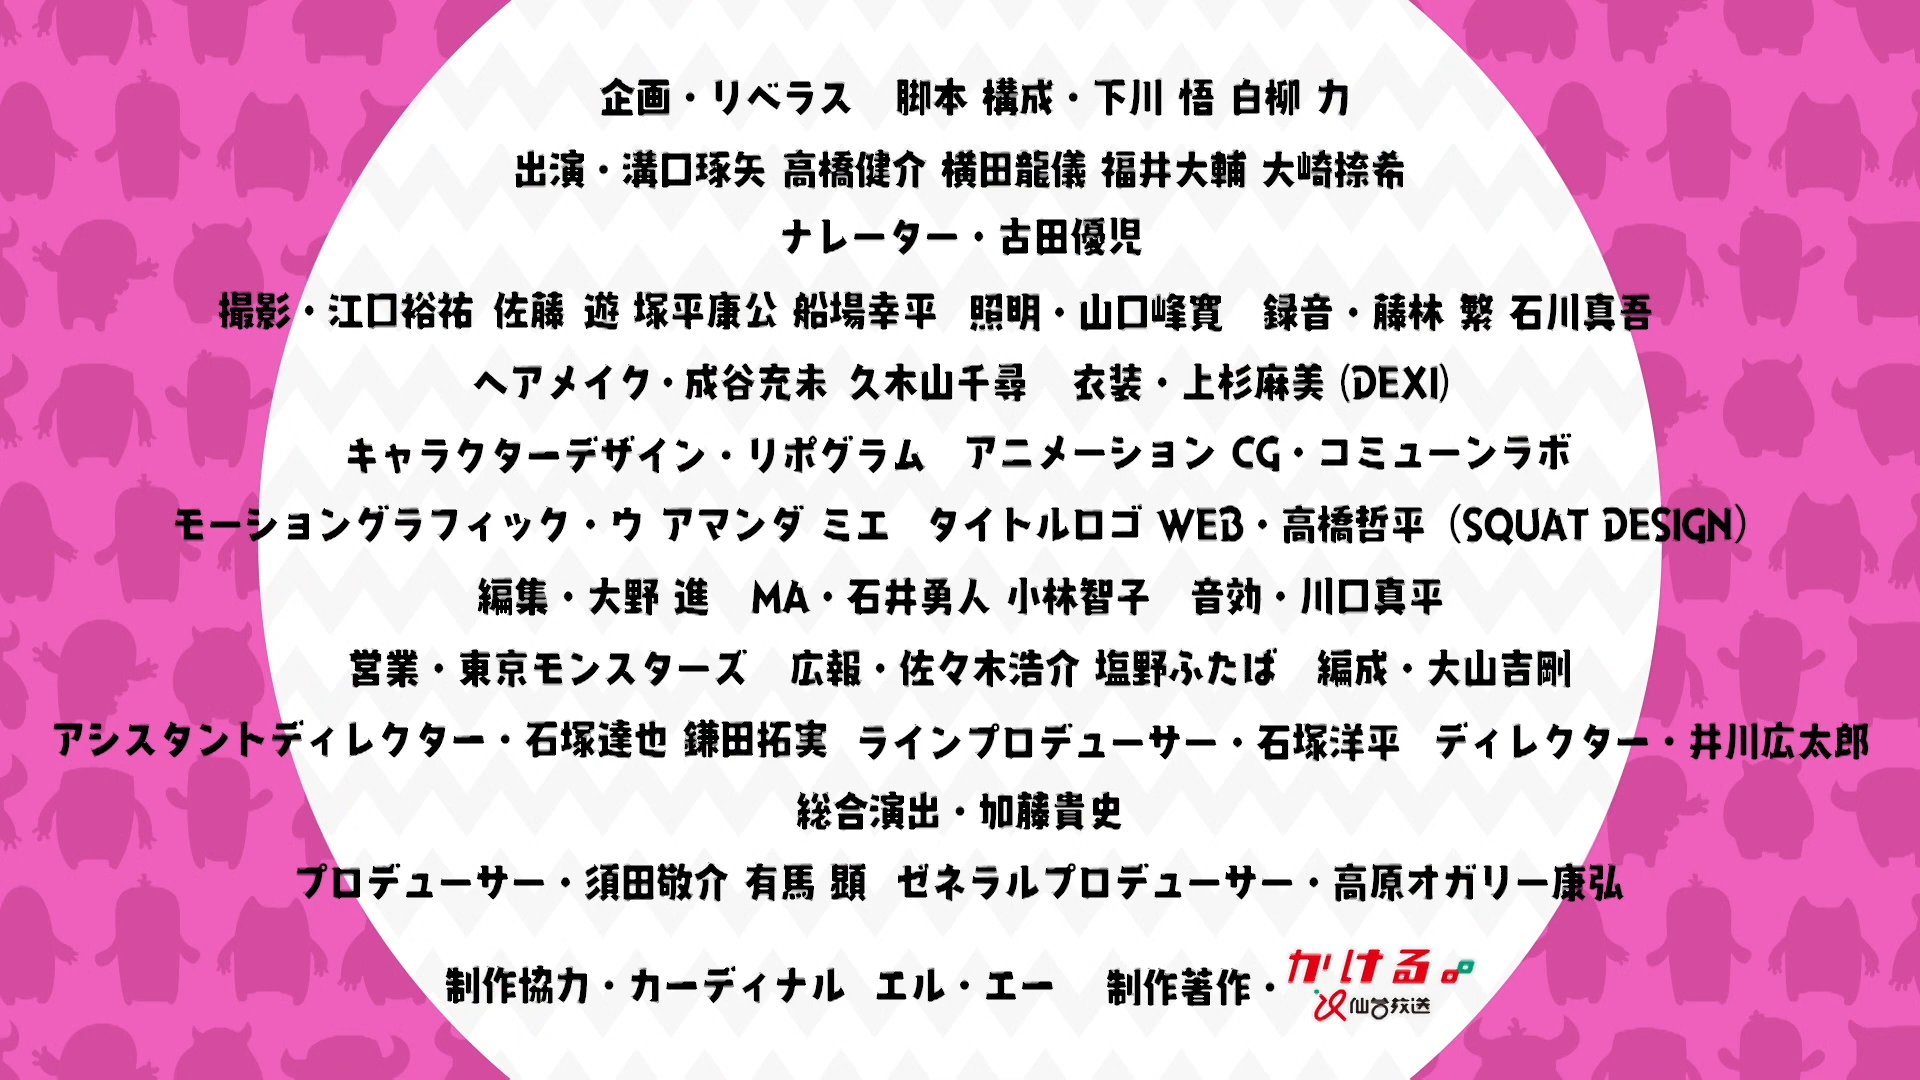 企画・リベラス　脚本 構成・下川 悟 白柳 力
出演・溝口琢矢 高橋健介 横田龍儀 福井大輔 大崎捺希
ナレーター・古田優児
撮影・江口裕祐 佐藤 遊 塚平康公 船場幸平　照明・山口峰寛　録音・藤林 繁 石川真吾
ヘアメイク・成谷充未 久木山千尋　衣装・上杉麻美 (DEXI)
キャラクターデザイン・リポグラム　アニメーション CG・コミューンラボ
モーショングラフィック・ウ アマンダ ミエ　タイトルロゴ WEB・高橋哲平（SQUAT DESIGN）
編集・大野 進　MA・石井勇人 小林智子　音効・川口真平
営業・東京モンスターズ　広報・佐々木浩介 塩野ふたば　編成・大山吉剛
アシスタントディレクター・石塚達也 鎌田拓実　ラインプロデューサー・石塚洋平　ディレクター・井川広太郎
総合演出・加藤貴史
プロデューサー・須田敬介 有馬 顕　ゼネラルプロデューサー・高原オガリー康弘
制作協力・カーディナル　エル・エー　制作著作・かける。
仙台放送